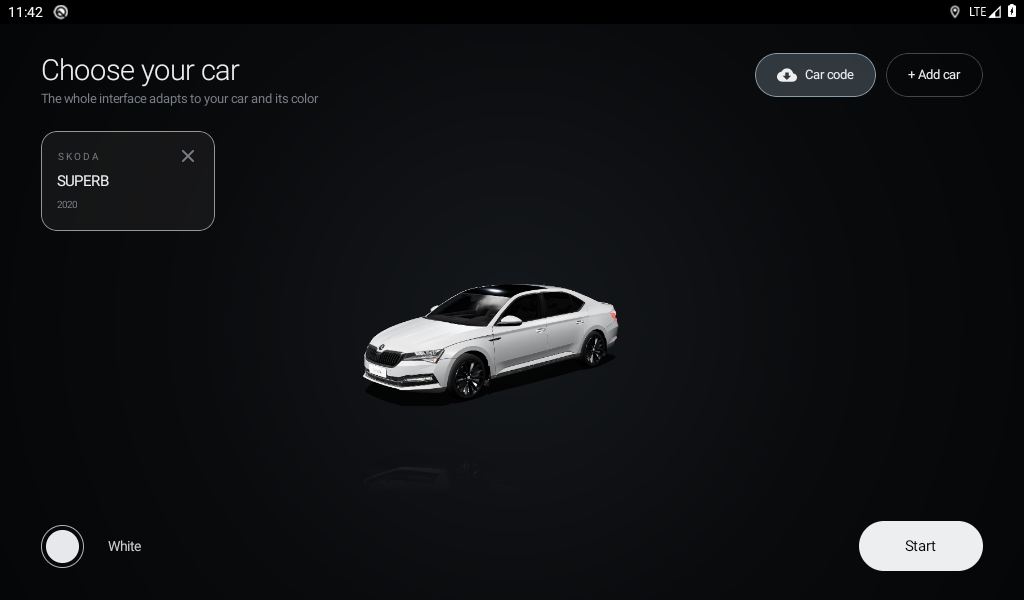 11:42
LTE
Choose your car
The whole interface adapts to your car and its color
Car code
+ Add car
SKODA
SUPERB
2020
White
Start